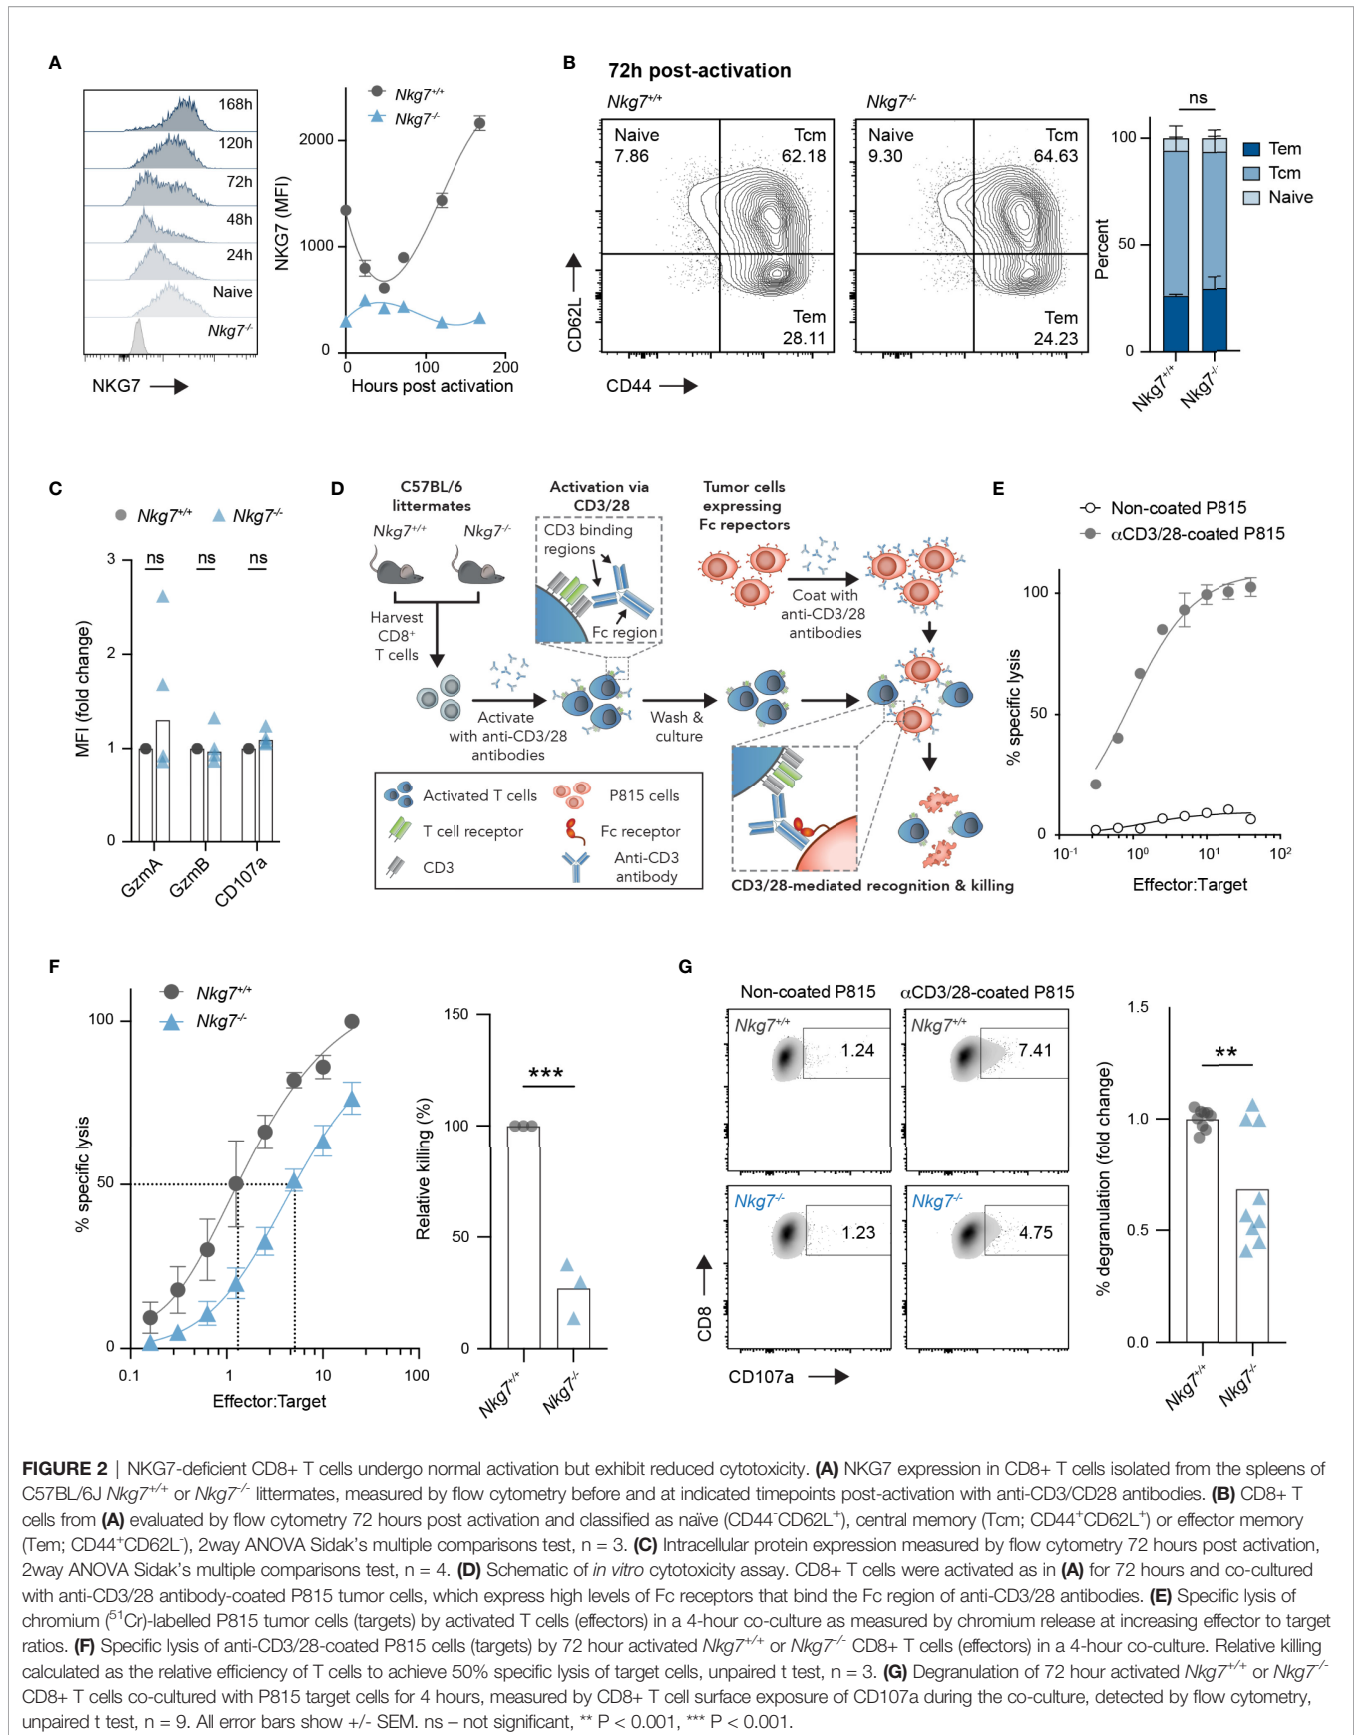 A
168h
120h
72h
48h
24h
Naive
Nkg7-/-
NKG7
Nkg7+/+
Nkg7-/-
NKG7 (MFI)
2000
1000
0
0 100 200
Hours post activation
B
72h post-activation
Nkg7+/+
Nkg7-/-
Naive
7.86
Tcm
62.18
Tem
28.11
Naive
9.30
Tcm
64.63
Tem
24.23
CD62L
CD44
ns
Percent
100
50
0
Nkg7+/+
Nkg7-/-
Tem
Tcm
Naive
C
Nkg7+/+ Nkg7-/-
ns ns ns
MFI (fold change)
3
2
1
0
GzmA
GzmB
CD107a
D
C57BL/6
littermates
Nkg7+/+ Nkg7-/-
Harvest
CD8+
T cells
Activate
with anti-CD3/28
antibodies
Activation via
CD3/28
CD3 binding
regions
Fc region
Wash &
culture
Tumor cells
expressing
Fc repectors
Coat with
anti-CD3/28
antibodies
Activated T cells
P815 cells
T cell receptor
Fc receptor
CD3
Anti-CD3
antibody
CD3/28-mediated recognition & killing
E
Non-coated P815
αCD3/28-coated P815
% specific lysis
100
50
0
10-1 100 101 102
Effector:Target
F
Nkg7+/+
Nkg7-/-
% specific lysis
100
50
0
0.1 1 10 100
Effector:Target
Relative killing (%)
150
100
50
0
***
Nkg7+/+
Nkg7-/-
G
Non-coated P815 αCD3/28-coated P815
Nkg7+/+
1.24
Nkg7+/+
7.41
Nkg7-/-
1.23
Nkg7-/-
4.75
CD8
CD107a
% degranulation (fold change)
1.5
1.0
0.5
0.0
**
Nkg7+/+
Nkg7-/-
FIGURE 2 | NKG7-deficient CD8+ T cells undergo normal activation but exhibit reduced cytotoxicity. (A) NKG7 expression in CD8+ T cells isolated from the spleens of
C57BL/6J Nkg7+/+ or Nkg7-/- littermates, measured by flow cytometry before and at indicated timepoints post-activation with anti-CD3/CD28 antibodies. (B) CD8+ T
cells from (A) evaluated by flow cytometry 72 hours post activation and classified as naïve (CD44-CD62L+), central memory (Tcm; CD44+CD62L+) or effector memory
(Tem; CD44+CD62L-), 2way ANOVA Sidak's multiple comparisons test, n = 3. (C) Intracellular protein expression measured by flow cytometry 72 hours post activation,
2way ANOVA Sidak's multiple comparisons test, n = 4. (D) Schematic of in vitro cytotoxicity assay. CD8+ T cells were activated as in (A) for 72 hours and co-cultured
with anti-CD3/28 antibody-coated P815 tumor cells, which express high levels of Fc receptors that bind the Fc region of anti-CD3/28 antibodies. (E) Specific lysis of
chromium (51Cr)-labelled P815 tumor cells (targets) by activated T cells (effectors) in a 4-hour co-culture as measured by chromium release at increasing effector to target
ratios. (F) Specific lysis of anti-CD3/28-coated P815 cells (targets) by 72 hour activated Nkg7+/+ or Nkg7-/- CD8+ T cells (effectors) in a 4-hour co-culture. Relative killing
calculated as the relative efficiency of T cells to achieve 50% specific lysis of target cells, unpaired t test, n = 3. (G) Degranulation of 72 hour activated Nkg7+/+ or Nkg7-/-
CD8+ T cells co-cultured with P815 target cells for 4 hours, measured by CD8+ T cell surface exposure of CD107a during the co-culture, detected by flow cytometry,
unpaired t test, n = 9. All error bars show +/- SEM. ns – not significant, ** P < 0.001, *** P < 0.001.